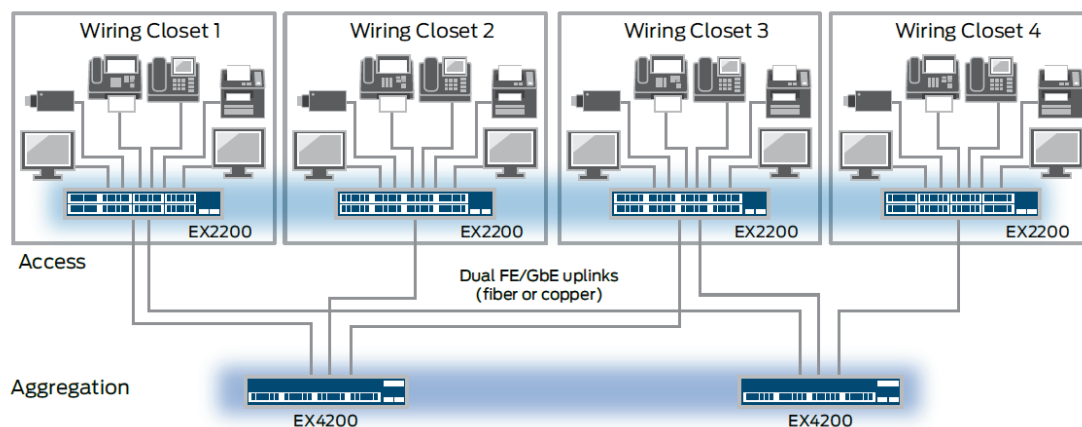 Wiring Closet 1
Wiring Closet 2
Wiring Closet 3
Wiring Closet 4
EX2200
EX2200
EX2200
EX2200
Access
Dual FE/GbE uplinks
(fiber or copper)
Aggregation
EX4200
EX4200